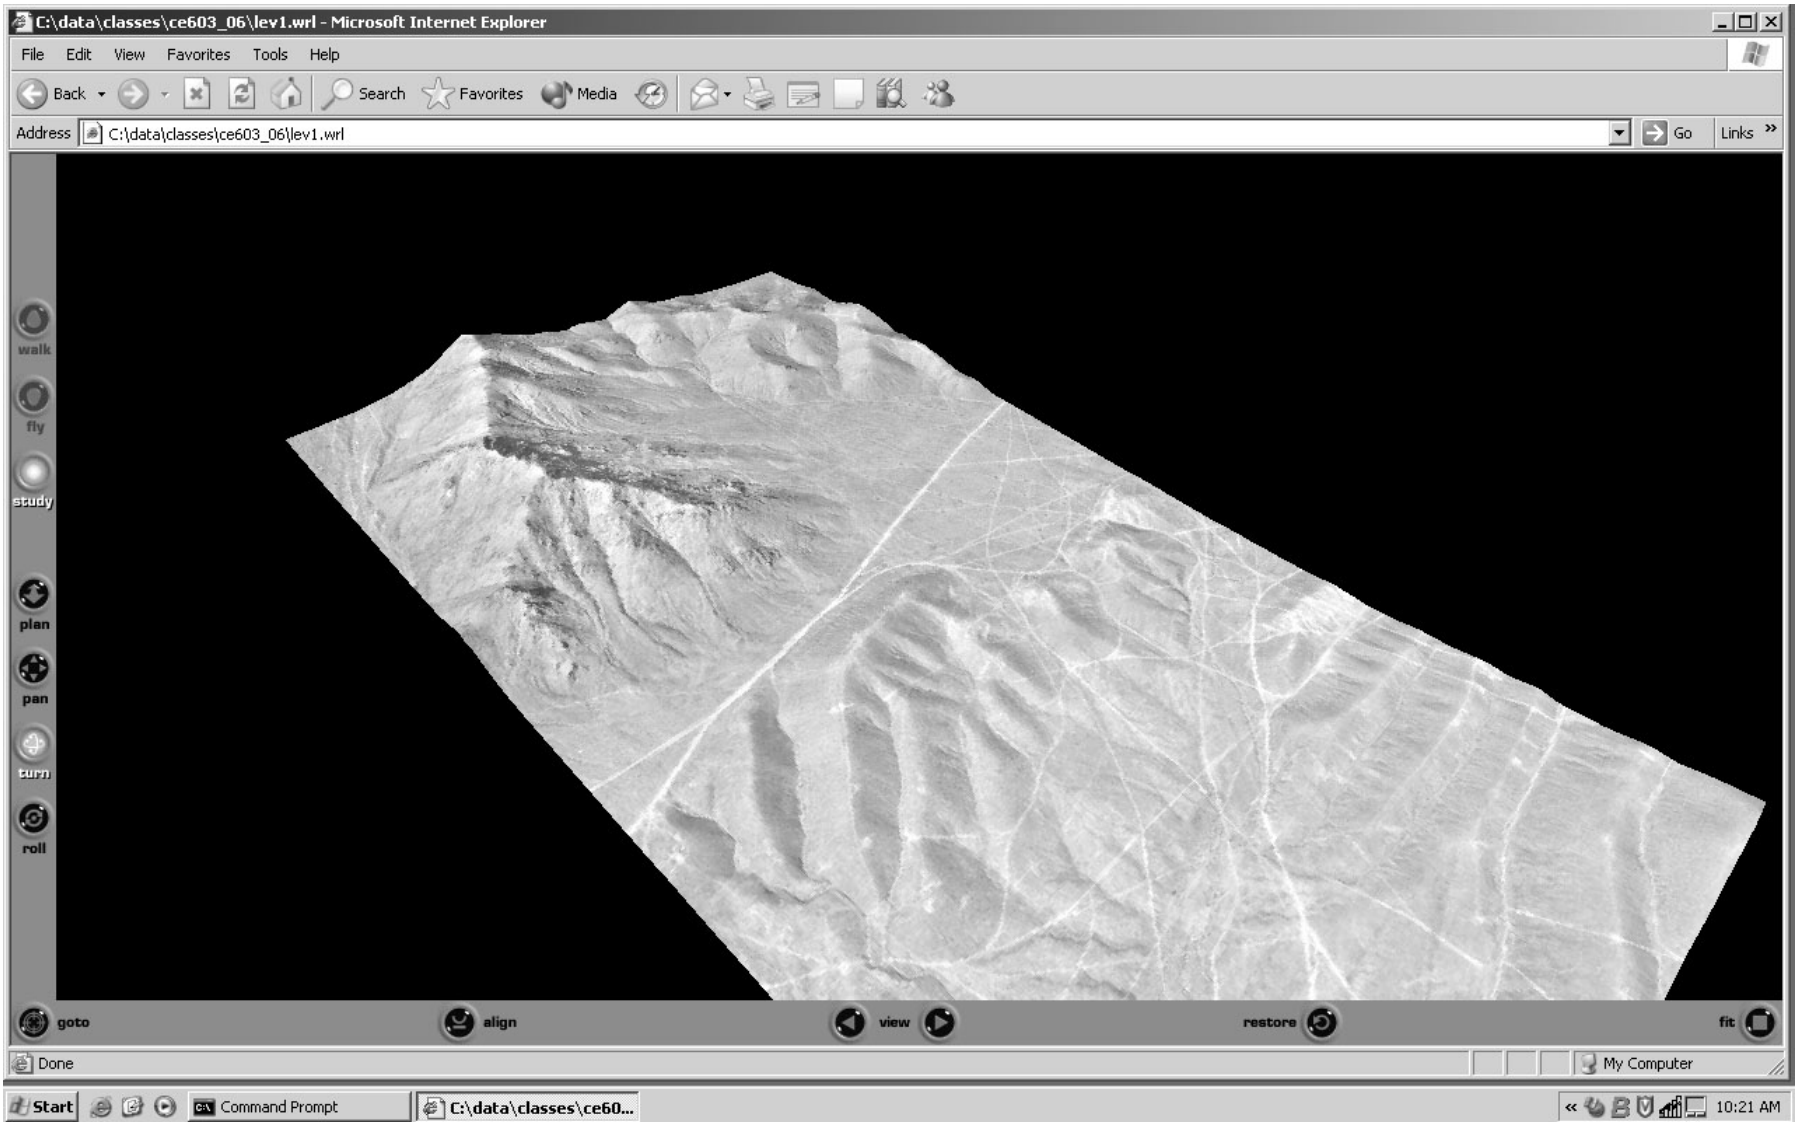 C:\data\classes\ce603_06\lev1.wrl - Microsoft Internet Explorer
File Edit View Favorites Tools Help
Back Search Favorites Media
Address C:\data\classes\ce603_06\lev1.wrl Go Links »
walk
fly
study
plan
pan
turn
roll
goto align view restore fit
Done My Computer
Start Command Prompt C:\data\classes\ce60... « 10:21 AM